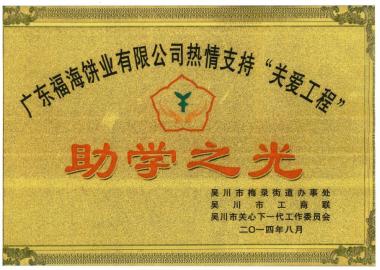 广东福海饼业有限公司热情支持“关爱工程”
助学之光
吴川市梅录街道办事处
吴川市工商联
吴川市关心下一代工作委员会
二〇一四年八月